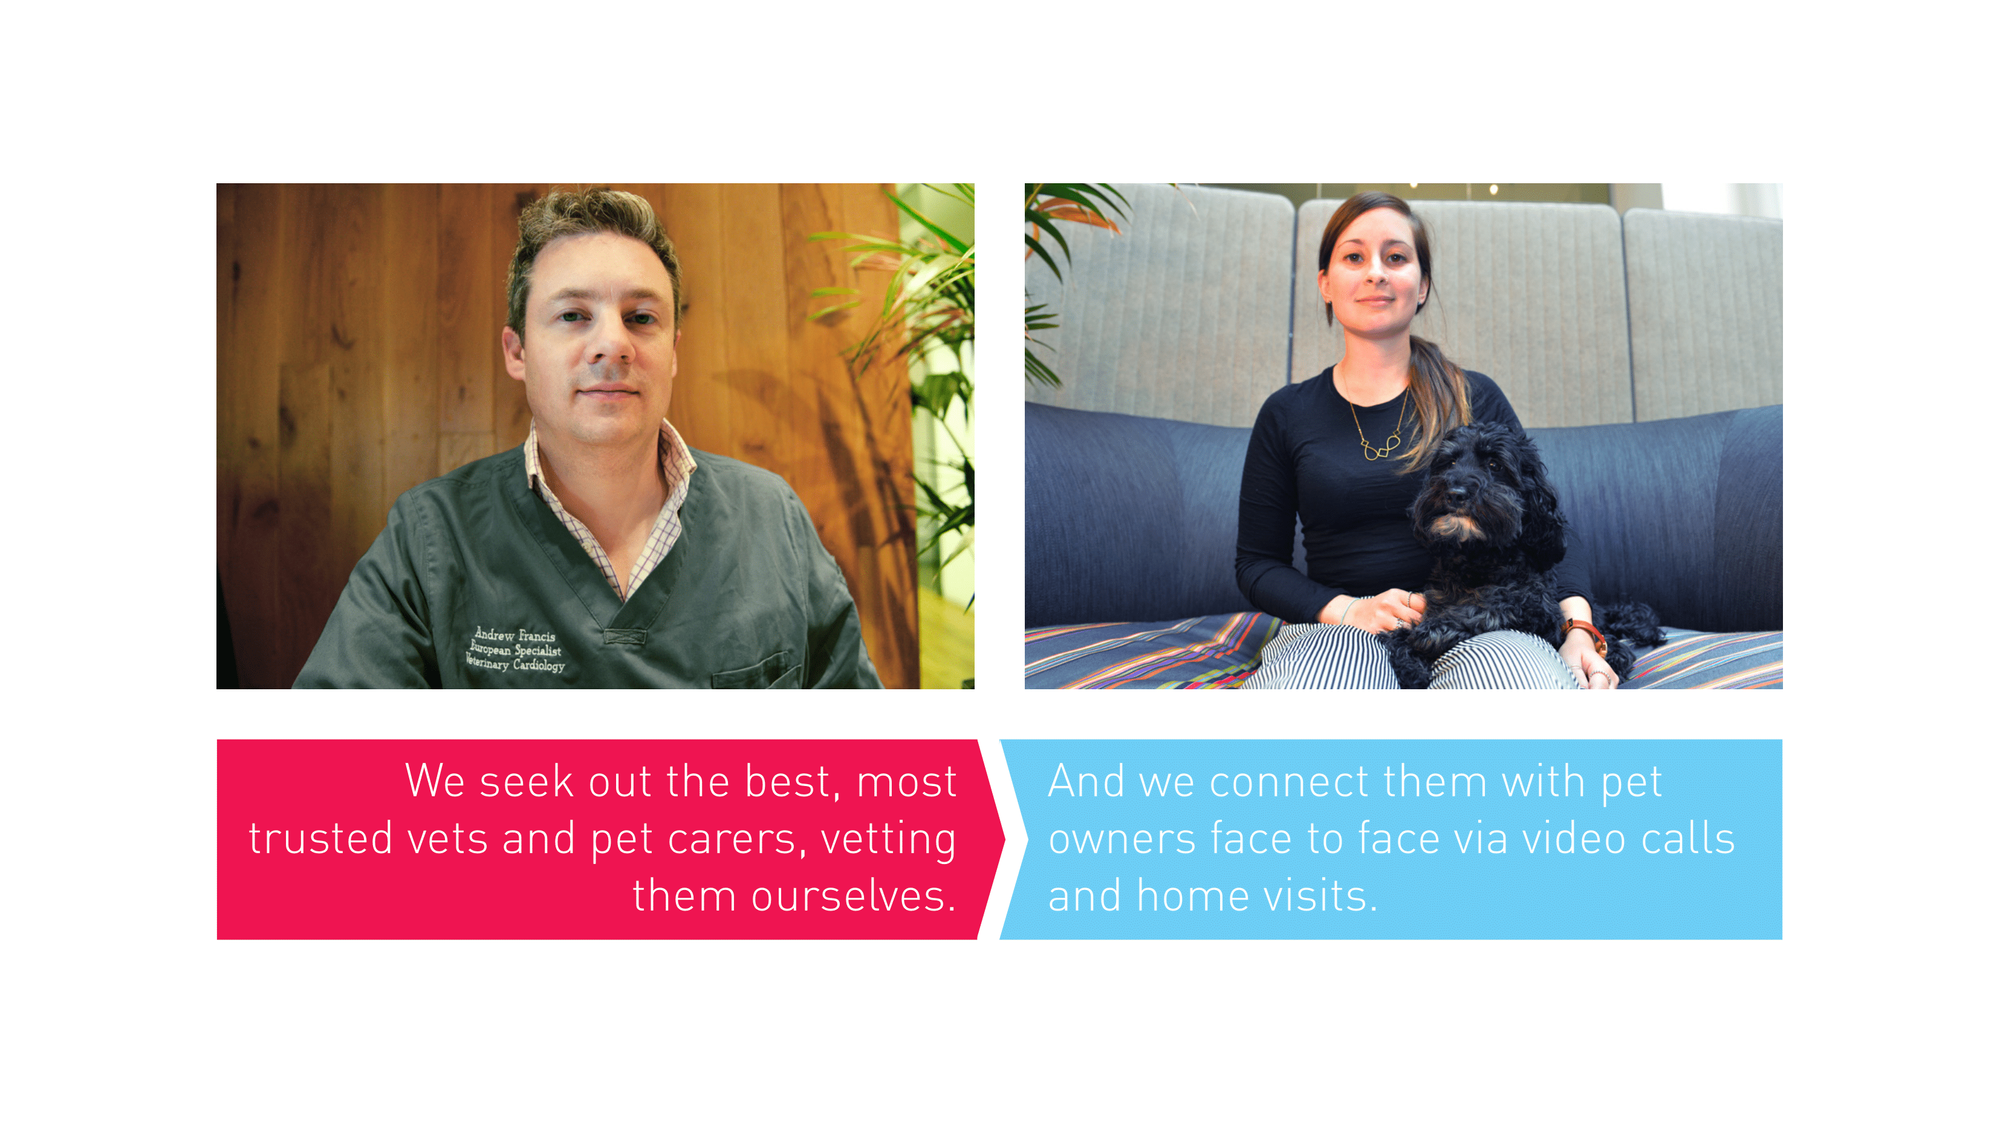 Andrew Francis
European Specialist
Veterinary Cardiology
We seek out the best, most
trusted vets and pet carers, vetting
them ourselves.
And we connect them with pet
owners face to face via video calls
and home visits.